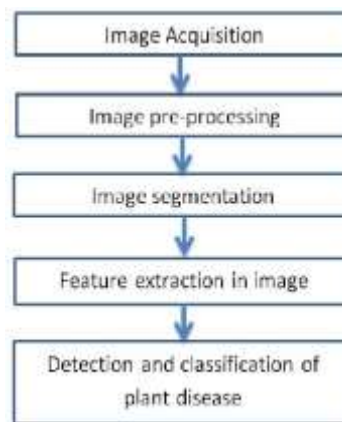 Image Acquisition
Image pre-processing
Image segmentation
Feature extraction in image
Detection and classification of
plant disease